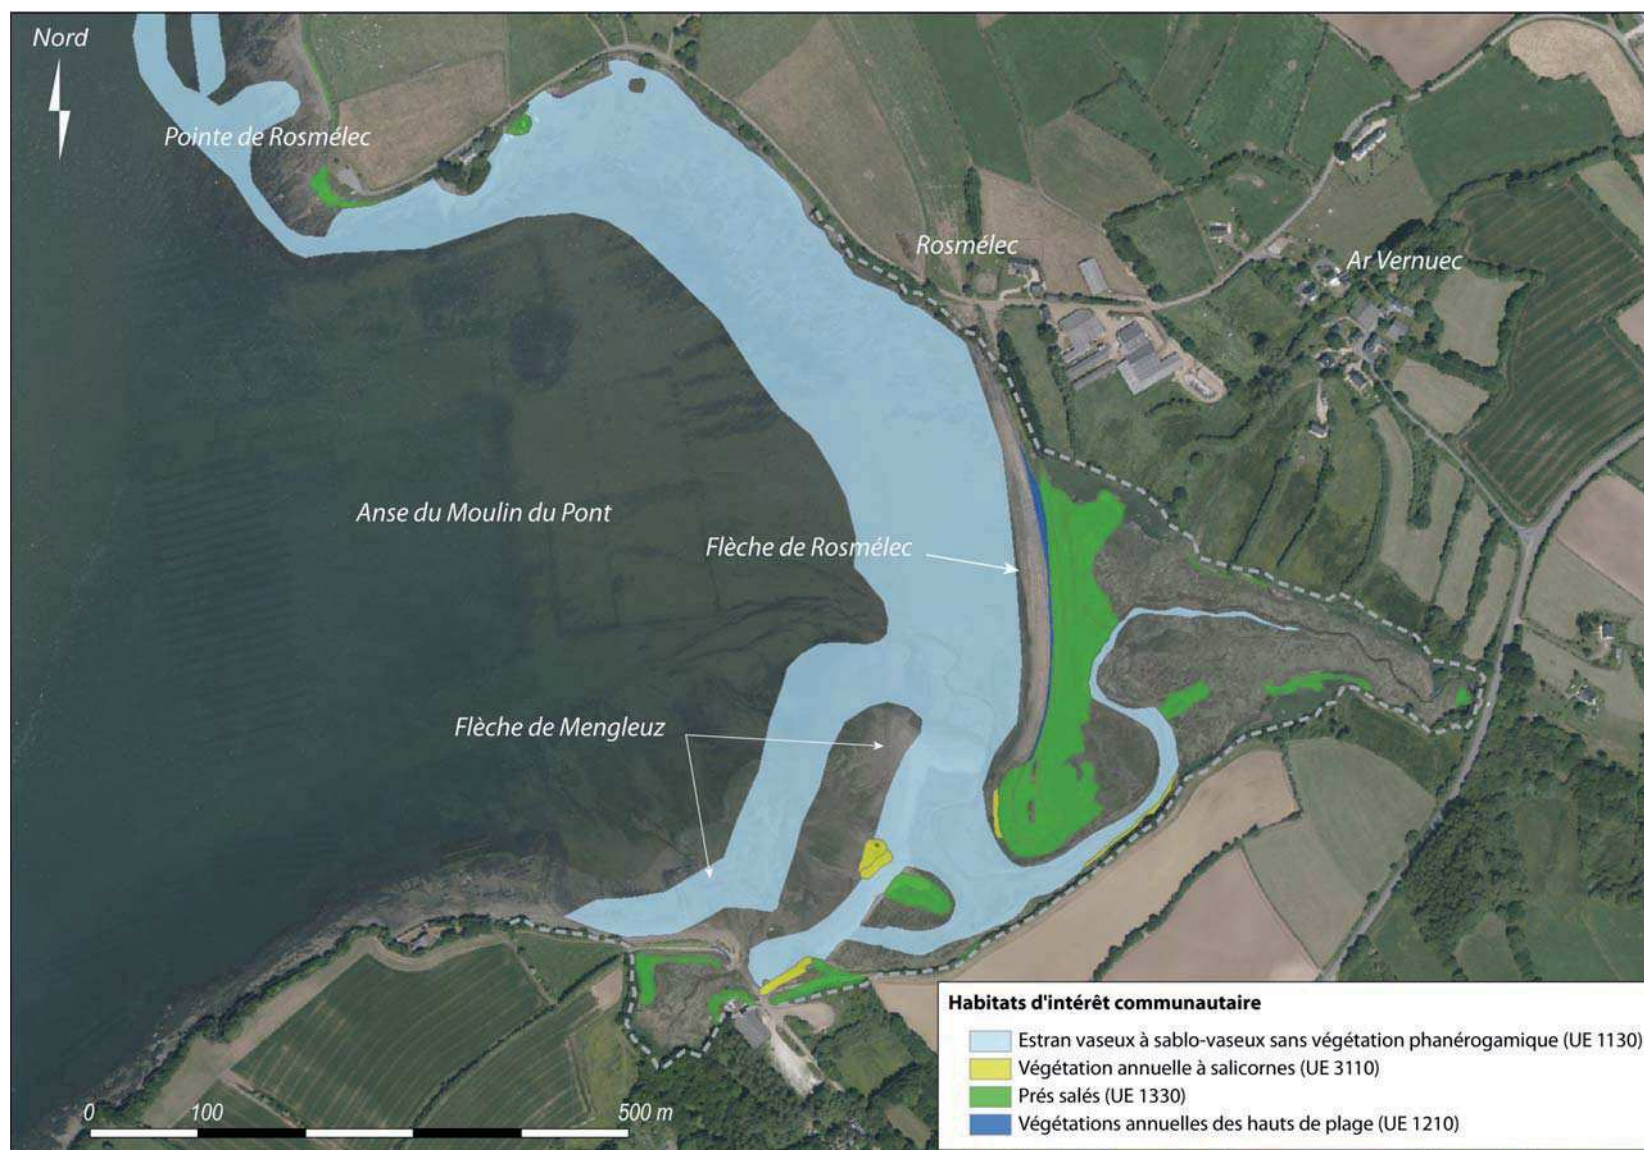 Nord
Pointe de Rosmélec
Rosmélec
Ar Vernuec
Anse du Moulin du Pont
Flèche de Rosmélec
Flèche de Mengleuz
Habitats d'intérêt communautaire
Estran vaseux à sablo-vaseux sans végétation phanérogamique (UE 1130)
Végétation annuelle à salicornes (UE 3110)
Prés salés (UE 1330)
Végétations annuelles des hauts de plage (UE 1210)
0 100 500 m